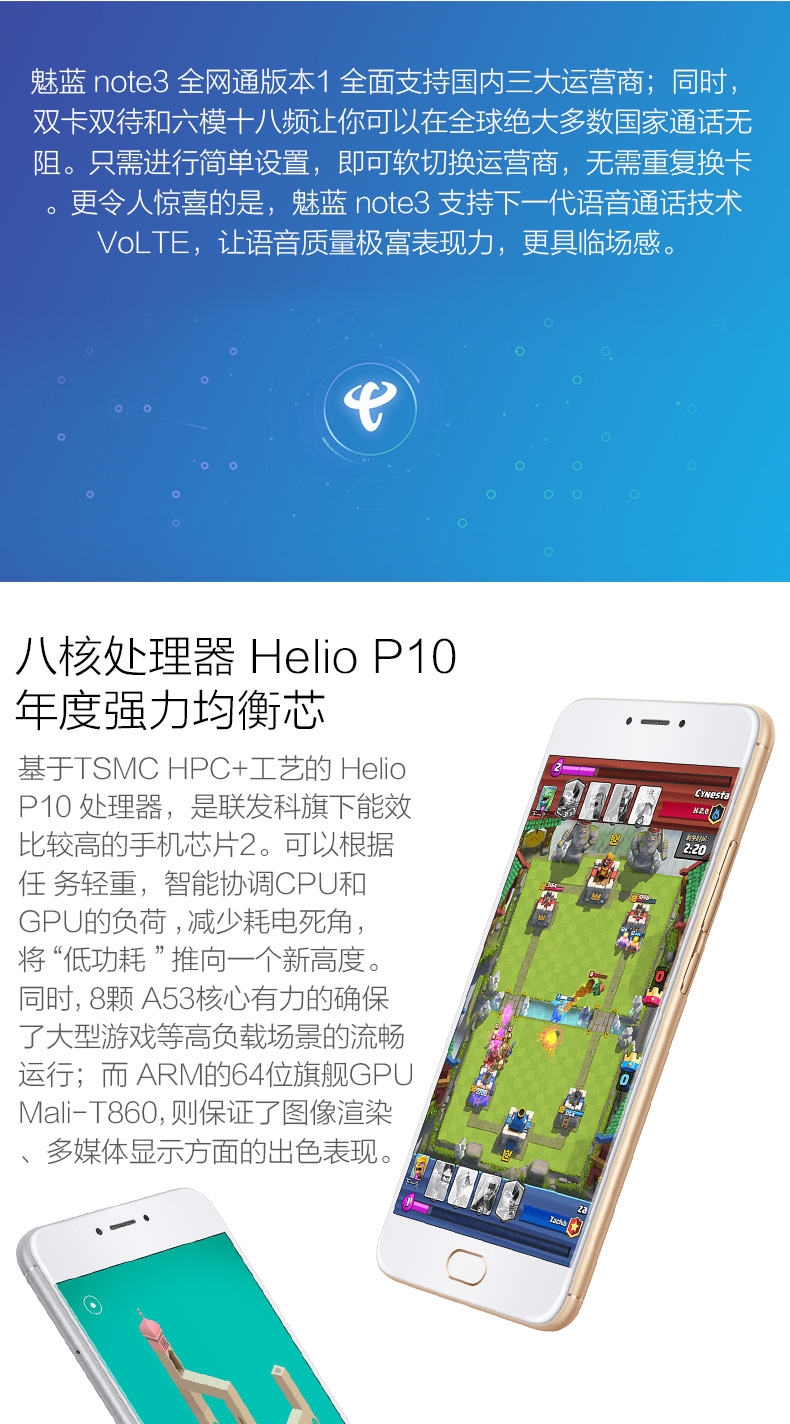 魅蓝 note3 全网通版本1 全面支持国内三大运营商；同时，
双卡双待和六模十八频让你可以在全球绝大多数国家通话无
阻。只需进行简单设置，即可软切换运营商，无需重复换卡
。更令人惊喜的是，魅蓝 note3 支持下一代语音通话技术
VoLTE，让语音质量极富表现力，更具临场感。
八核处理器 Helio P10
年度强力均衡芯
基于TSMC HPC+工艺的 Helio
P10 处理器，是联发科旗下能效
比较高的手机芯片2。可以根据
任 务轻重，智能协调CPU和
GPU的负荷 ,减少耗电死角，
将 “低功耗 ” 推向一个新高度。
同时, 8颗 A53核心有力的确保
了大型游戏等高负载场景的流畅
运行；而 ARM的64位旗舰GPU
Mali-T860, 则保证了图像渲染
、多媒体显示方面的出色表现。
2
Cynesta
2:20
0
0
1